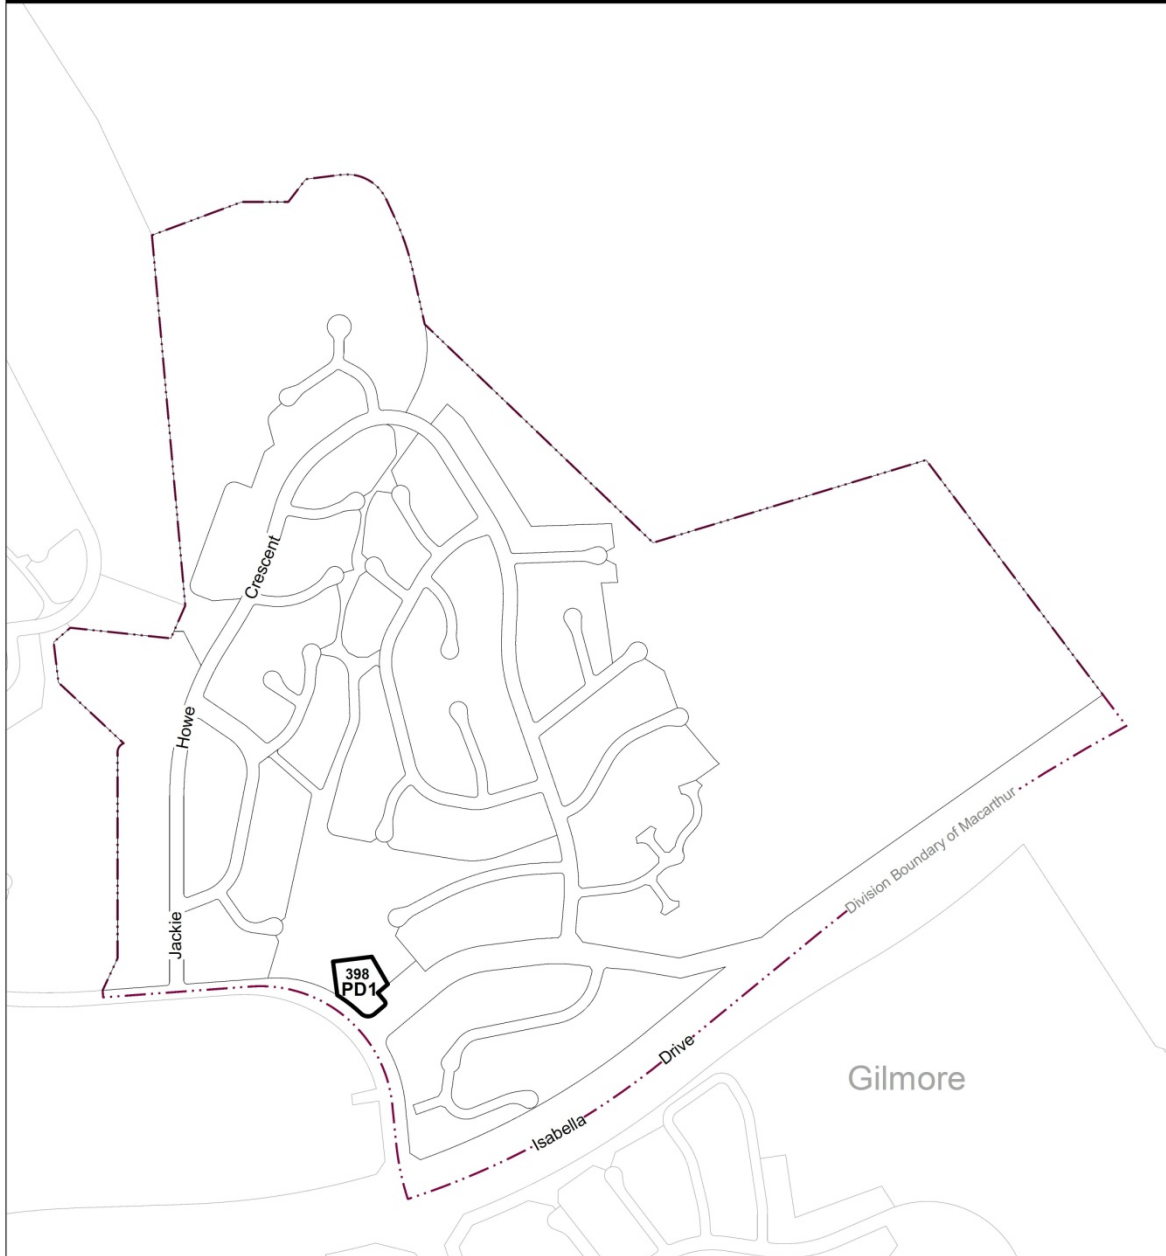 Crescent
Howe
Jackie
398
PD1
Division Boundary of Macarthur
Drive
Isabella
Gilmore